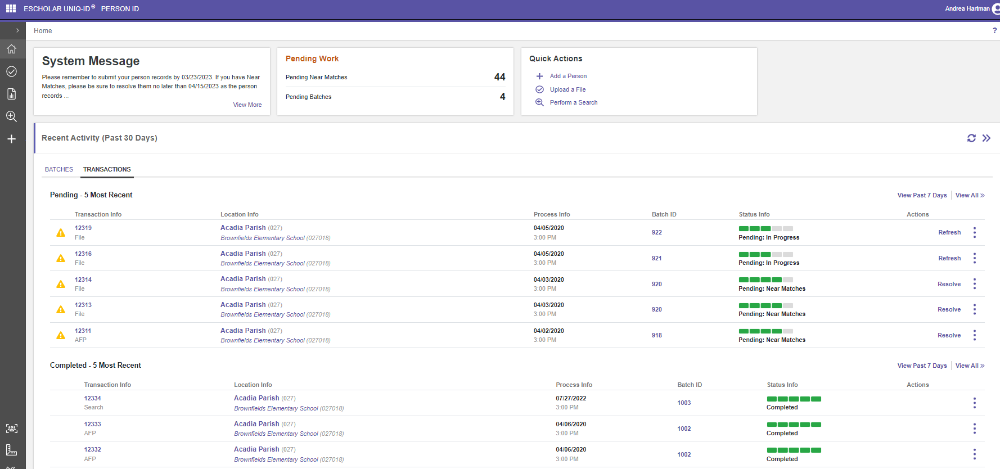 ESCHOLAR UNIQ-ID® PERSON ID
Andrea Hartman
Home
?
System Message
Please remember to submit your person records by 03/23/2023. If you have Near
Matches, please be sure to resolve them no later than 04/15/2023 as the person
records ...
View More
Pending Work
Pending Near Matches 44
Pending Batches 4
Quick Actions
Add a Person
Upload a File
Perform a Search
Recent Activity (Past 30 Days)
BATCHES TRANSACTIONS
Pending - 5 Most Recent View Past 7 Days View All »
Transaction Info Location Info Process Info Batch ID Status Info Actions
12319 Acadia Parish (027) 04/05/2020 922 Refresh
File Brownfields Elementary School (027018) 3:00 PM Pending: In Progress
12316 Acadia Parish (027) 04/05/2020 921 Refresh
File Brownfields Elementary School (027018) 3:00 PM Pending: In Progress
12314 Acadia Parish (027) 04/03/2020 920 Resolve
File Brownfields Elementary School (027018) 3:00 PM Pending: Near Matches
12313 Acadia Parish (027) 04/03/2020 920 Resolve
File Brownfields Elementary School (027018) 3:00 PM Pending: Near Matches
12311 Acadia Parish (027) 04/02/2020 918 Resolve
AFP Brownfields Elementary School (027018) 3:00 PM Pending: Near Matches
Completed - 5 Most Recent View Past 7 Days View All »
Transaction Info Location Info Process Info Batch ID Status Info Actions
12334 Acadia Parish (027) 07/27/2022 1003
Search Brownfields Elementary School (027018) 3:00 PM Completed
12333 Acadia Parish (027) 04/06/2020 1002
AFP Brownfields Elementary School (027018) 3:00 PM Completed
12332 Acadia Parish (027) 04/06/2020 1002
AFP Brownfields Elementary School (027018) 3:00 PM Completed